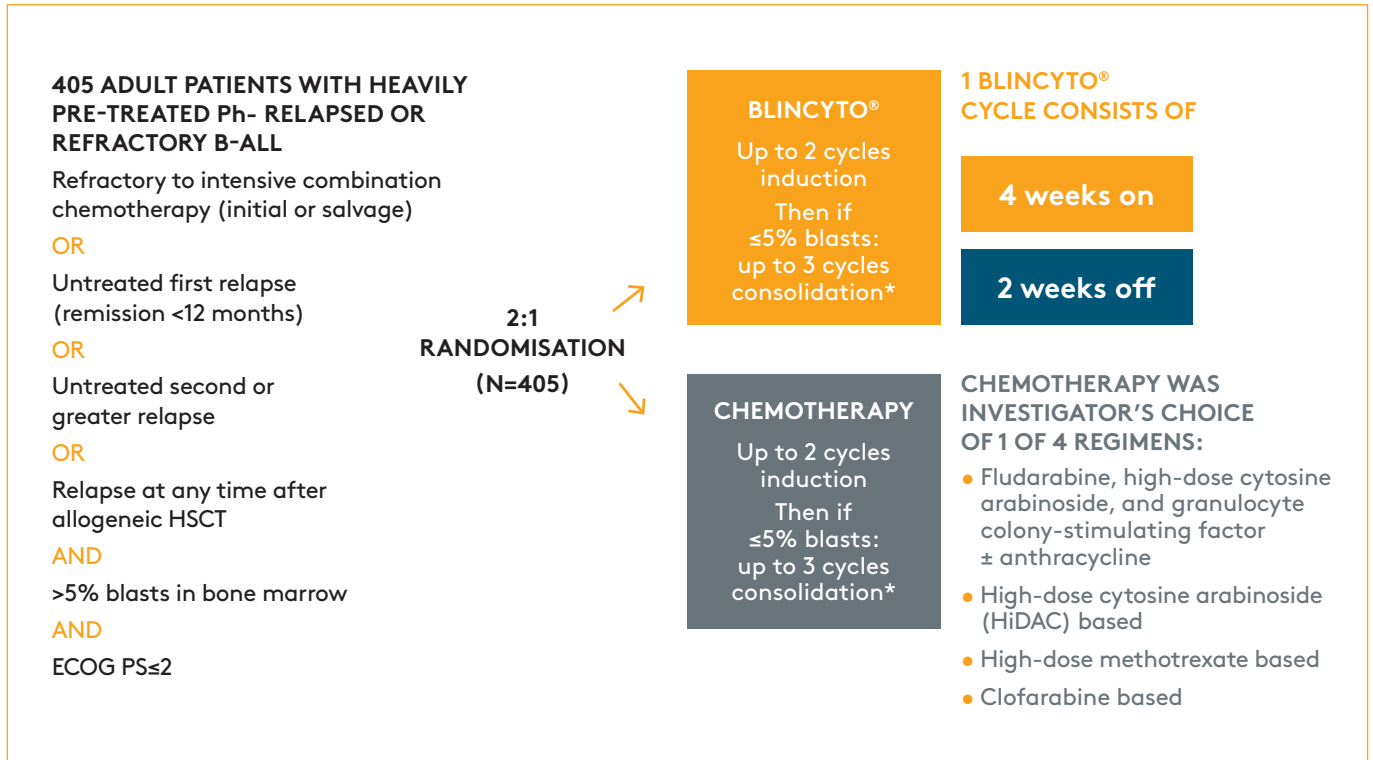 405 ADULT PATIENTS WITH HEAVILY
PRE-TREATED Ph- RELAPSED OR
REFRACTORY B-ALL
Refractory to intensive combination
chemotherapy (initial or salvage)
OR
Untreated first relapse
(remission <12 months)
OR
Untreated second or
greater relapse
OR
Relapse at any time after
allogeneic HSCT
AND
>5% blasts in bone marrow
AND
ECOG PS≤2
2:1
RANDOMISATION
(N=405)
BLINCYTO®
Up to 2 cycles
induction
Then if
≤5% blasts:
up to 3 cycles
consolidation*
1 BLINCYTO®
CYCLE CONSISTS OF
4 weeks on
2 weeks off
CHEMOTHERAPY
Up to 2 cycles
induction
Then if
≤5% blasts:
up to 3 cycles
consolidation*
CHEMOTHERAPY WAS
INVESTIGATOR’S CHOICE
OF 1 OF 4 REGIMENS:
• Fludarabine, high-dose cytosine
arabinoside, and granulocyte
colony-stimulating factor
± anthracycline
• High-dose cytosine arabinoside
(HiDAC) based
• High-dose methotrexate based
• Clofarabine based